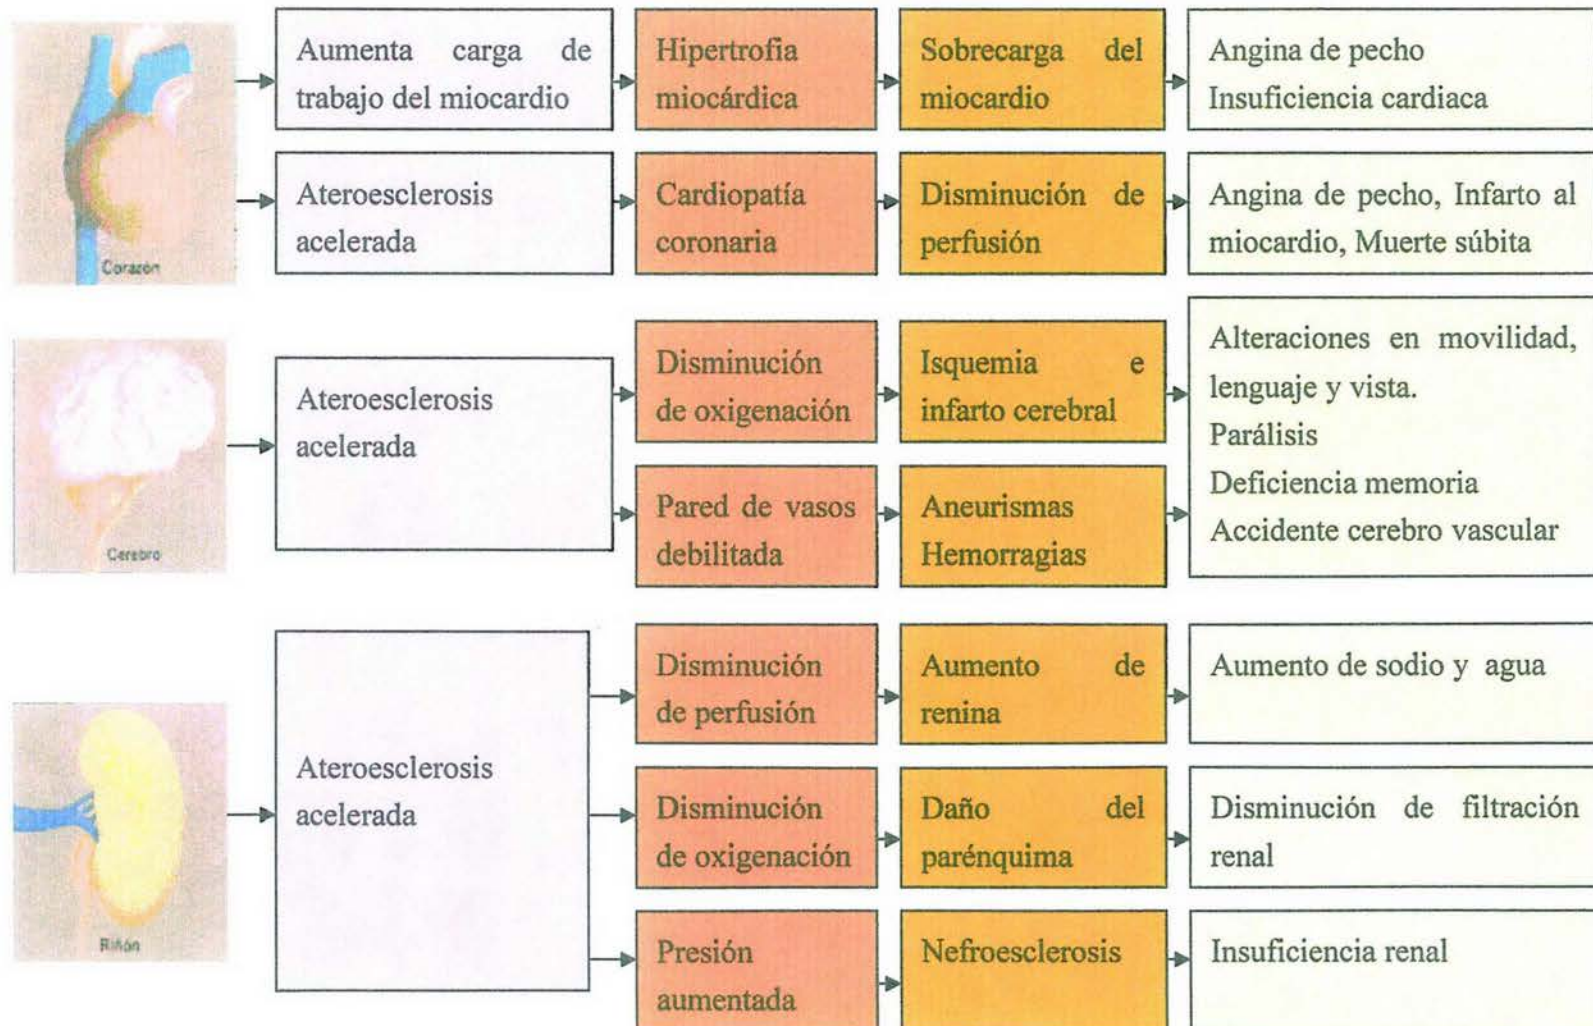 Corazón
Aumenta carga de
trabajo del miocardio
Hipertrofia
miocárdica
Sobrecarga del
miocardio
Angina de pecho
Insuficiencia cardiaca
Ateroesclerosis
acelerada
Cardiopatía
coronaria
Disminución de
perfusión
Angina de pecho, Infarto al
miocardio, Muerte súbita
Cerebro
Ateroesclerosis
acelerada
Disminución
de oxigenación
Isquemia e
infarto cerebral
Pared de vasos
debilitada
Aneurismas
Hemorragias
Alteraciones en movilidad,
lenguaje y vista.
Parálisis
Deficiencia memoria
Accidente cerebro vascular
Riñón
Ateroesclerosis
acelerada
Disminución
de perfusión
Aumento de
renina
Aumento de sodio y agua
Disminución
de oxigenación
Daño del
parénquima
Disminución de filtración
renal
Presión
aumentada
Nefroesclerosis
Insuficiencia renal